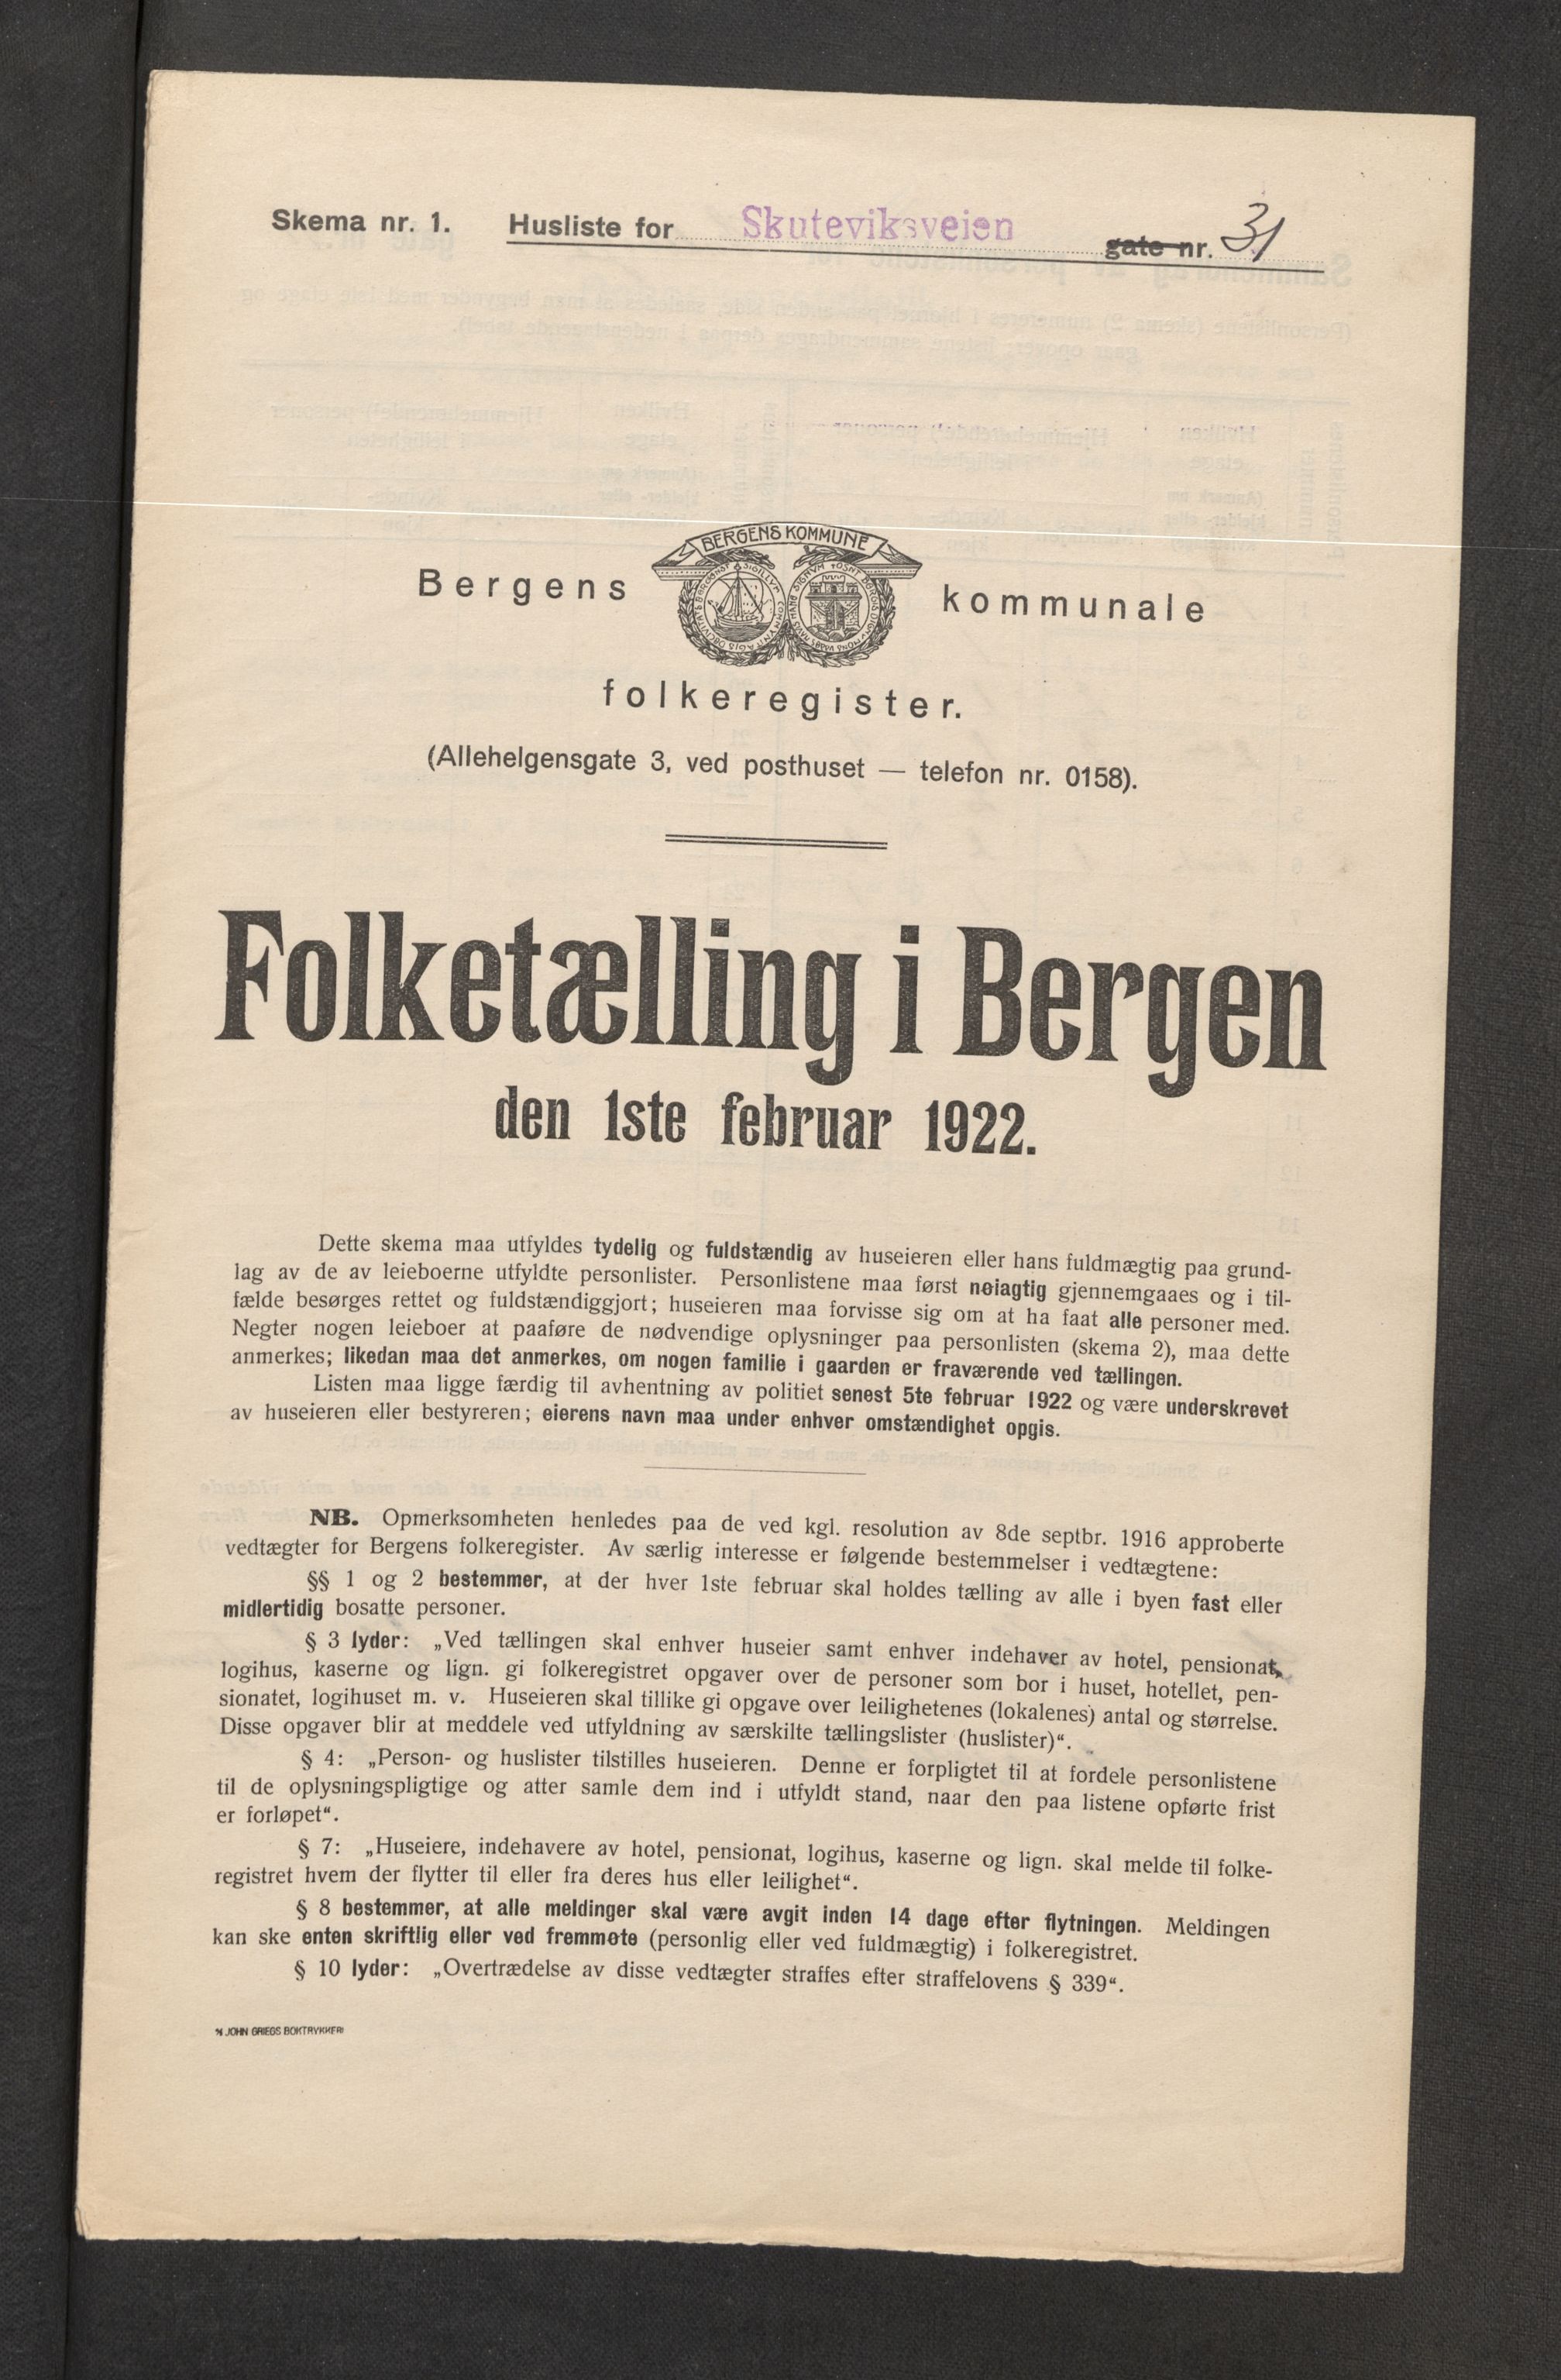 Skema nr. 1. Husliste for Skuteviksveien gate nr. 31
BERGENS KOMMUNE
Bergens kommunale
folkeregister.
(Allehelgensgate 3, ved posthuset — telefon nr. 0158).
Folketælling i Bergen
den 1ste februar 1922.
Dette skema maa utfyldes tydelig og fuldstændig av huseieren eller hans fuldmægtig paa grund-
lag av de av leieboerne utfyldte personlister. Personlistene maa først nøiagtig gjennemgaaes og i til-
fælde besørges rettet og fuldstændiggjort; huseieren maa forvisse sig om at ha faat alle personer med.
Negter nogen leieboer at paaføre de nødvendige oplysninger paa personlisten (skema 2), maa dette
anmerkes; likedan maa det anmerkes, om nogen familie i gaarden er fraværende ved tællingen.
Listen maa ligge færdig til avhentning av politiet senest 5te februar 1922 og være underskrevet
av huseieren eller bestyreren; eierens navn maa under enhver omstændighet opgis.
NB. Opmerksomheten henledes paa de ved kgl. resolution av 8de septbr. 1916 approberte
vedtægter for Bergens folkeregister. Av særlig interesse er følgende bestemmelser i vedtægtene:
§§ 1 og 2 bestemmer, at der hver 1ste februar skal holdes tælling av alle i byen fast eller
midlertidig bosatte personer.
§ 3 lyder: „Ved tællingen skal enhver huseier samt enhver indehaver av hotel, pensionat,
logihus, kaserne og lign. gi folkeregistret opgaver over de personer som bor i huset, hotellet, pen-
sionatet, logihuset m. v. Huseieren skal tillike gi opgave over leilighetenes (lokalenes) antal og størrelse.
Disse opgaver blir at meddele ved utfyldning av særskilte tællingslister (huslister)“.
§ 4: „Person- og huslister tilstilles huseieren. Denne er forpligtet til at fordele personlistene
til de oplysningspligtige og atter samle dem ind i utfyldt stand, naar den paa listene opførte frist
er forløpet“.
§ 7: „Huseiere, indehavere av hotel, pensionat, logihus, kaserne og lign. skal melde til folke-
registret hvem der flytter til eller fra deres hus eller leilighet“.
§ 8 bestemmer, at alle meldinger skal være avgit inden 14 dage efter flytningen. Meldingen
kan ske enten skriftlig eller ved fremmøte (personlig eller ved fuldmægtig) i folkeregistret.
§ 10 lyder: „Overtrædelse av disse vedtægter straffes efter straffelovens § 339“.
JOHN GRIEGS BOKTRYKKERI